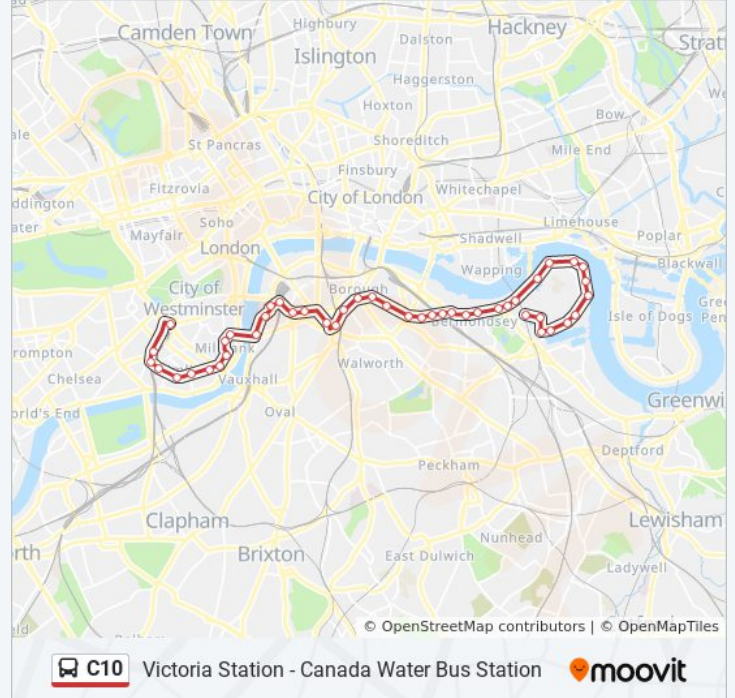 Camden Town
Highbury
Islington
Dalston
Hackney
Haggerston
Hoxton
Bow
St Pancras
Shoreditch
Mile End
Finsbury
Whitechapel
Fitzrovia
City of London
ddington
Soho
Limehouse
Mayfair
London
Shadwell
Poplar
Wapping
Blackwall
City of
Westminster
Borough
Bermondsey
Isle of Dogs
Gre
Pen
rompton
Walworth
Chelsea
Vauxhall
orld's End
Oval
Greenwi
Deptford
Peckham
Clapham
Lewisham
rth
Brixton
East Dulwich
Nunhead
Ladywell
© OpenStreetMap contributors | © OpenMapTiles
C10 Victoria Station - Canada Water Bus Station moovit